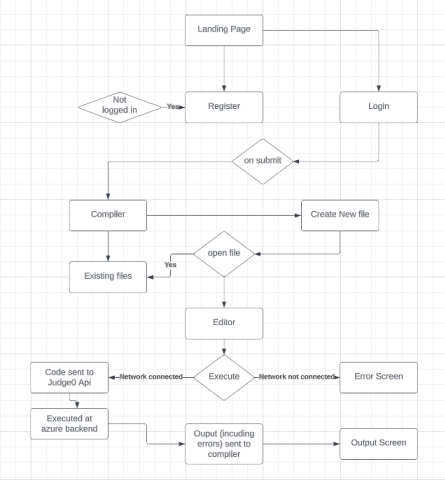 Landing Page
Not
logged in
Yes
Register
Login
on submit
Compiler
Create New file
open file
Yes
Existing files
Editor
Code sent to
Judge0 Api
Network connected
Execute
Network not connected
Error Screen
Executed at
azure backend
Ouput (incuding
errors) sent to
compiler
Output Screen